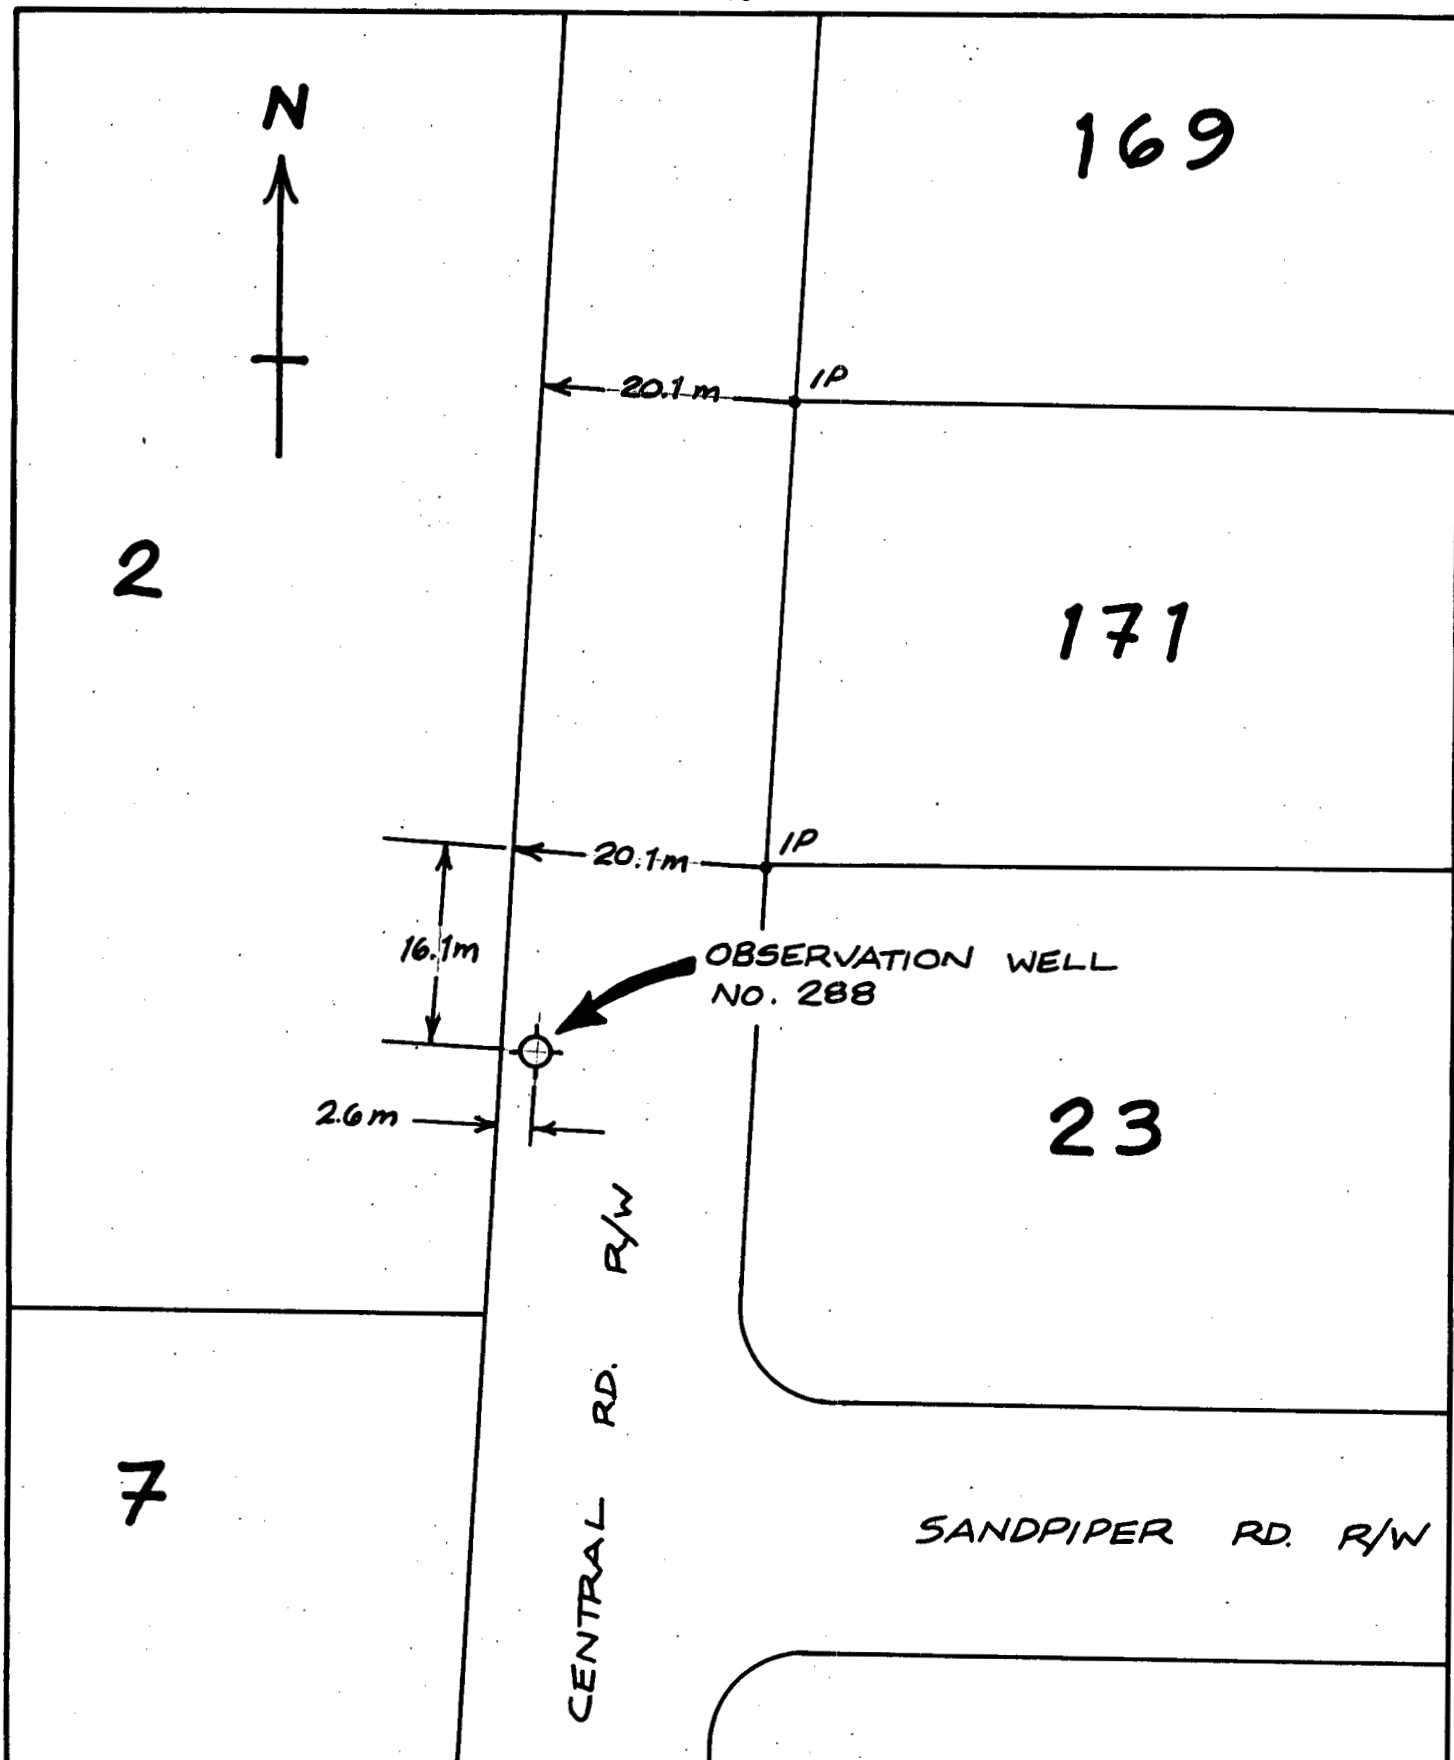 N
169
20.1m
IP
2
171
20.1m
IP
16.1m
OBSERVATION WELL
NO. 288
2.6m
23
CENTRAL RD. R/W
7
SANDPIPER RD. R/W